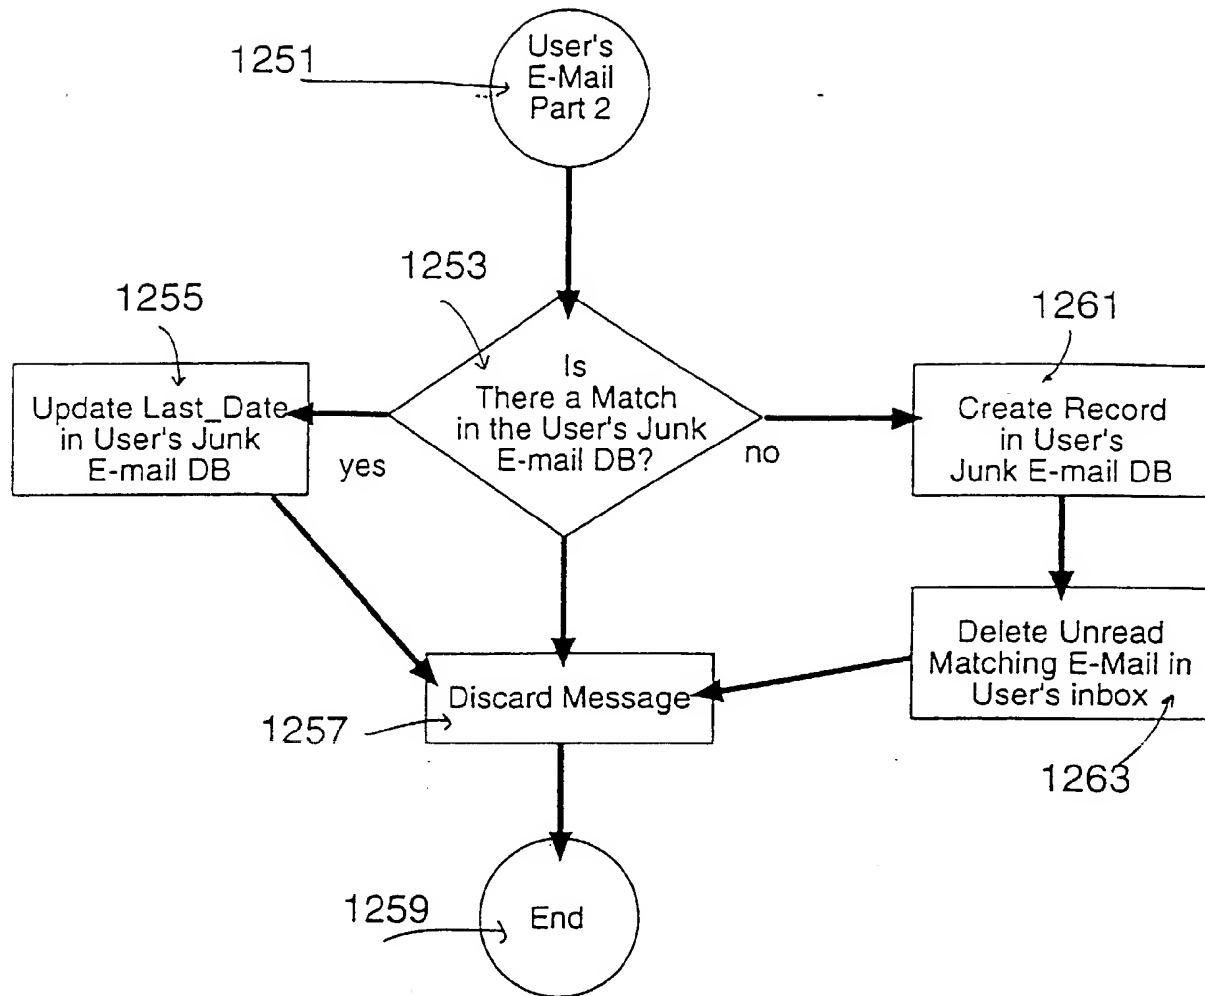 1251
User's
E-Mail
Part 2
1253
1255
1261
Is
There a Match
in the User's Junk
E-mail DB?
Update Last_Date
in User's Junk
E-mail DB
yes
no
Create Record
in User's
Junk E-mail DB
Delete Unread
Matching E-Mail in
User's inbox
Discard Message
1257
1263
1259
End